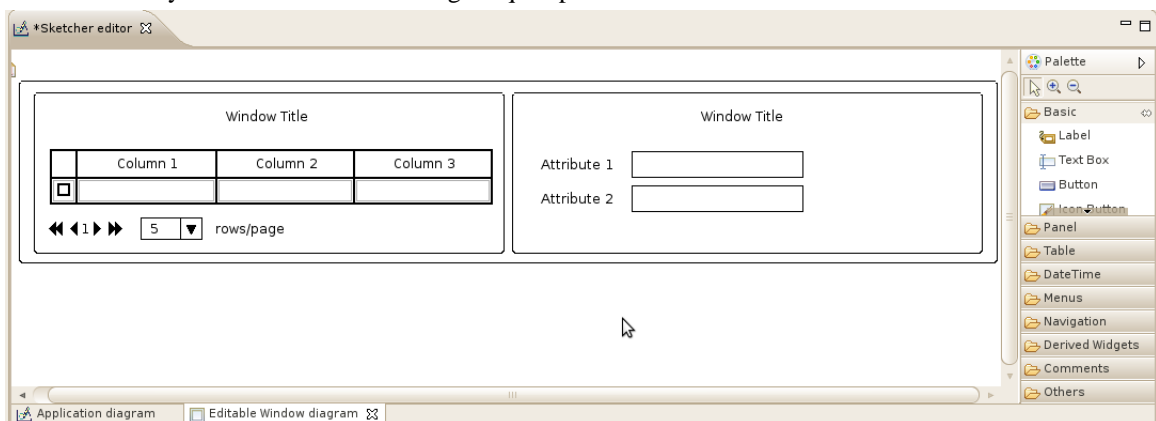 *Sketcher editor
Palette
Window Title
Window Title
Column 1 Column 2 Column 3
1 5 rows/page
Attribute 1
Attribute 2
Basic
Label
Text Box
Button
Icon Button
Panel
Table
DateTime
Menus
Navigation
Derived Widgets
Comments
Others
Application diagram Editable Window diagram